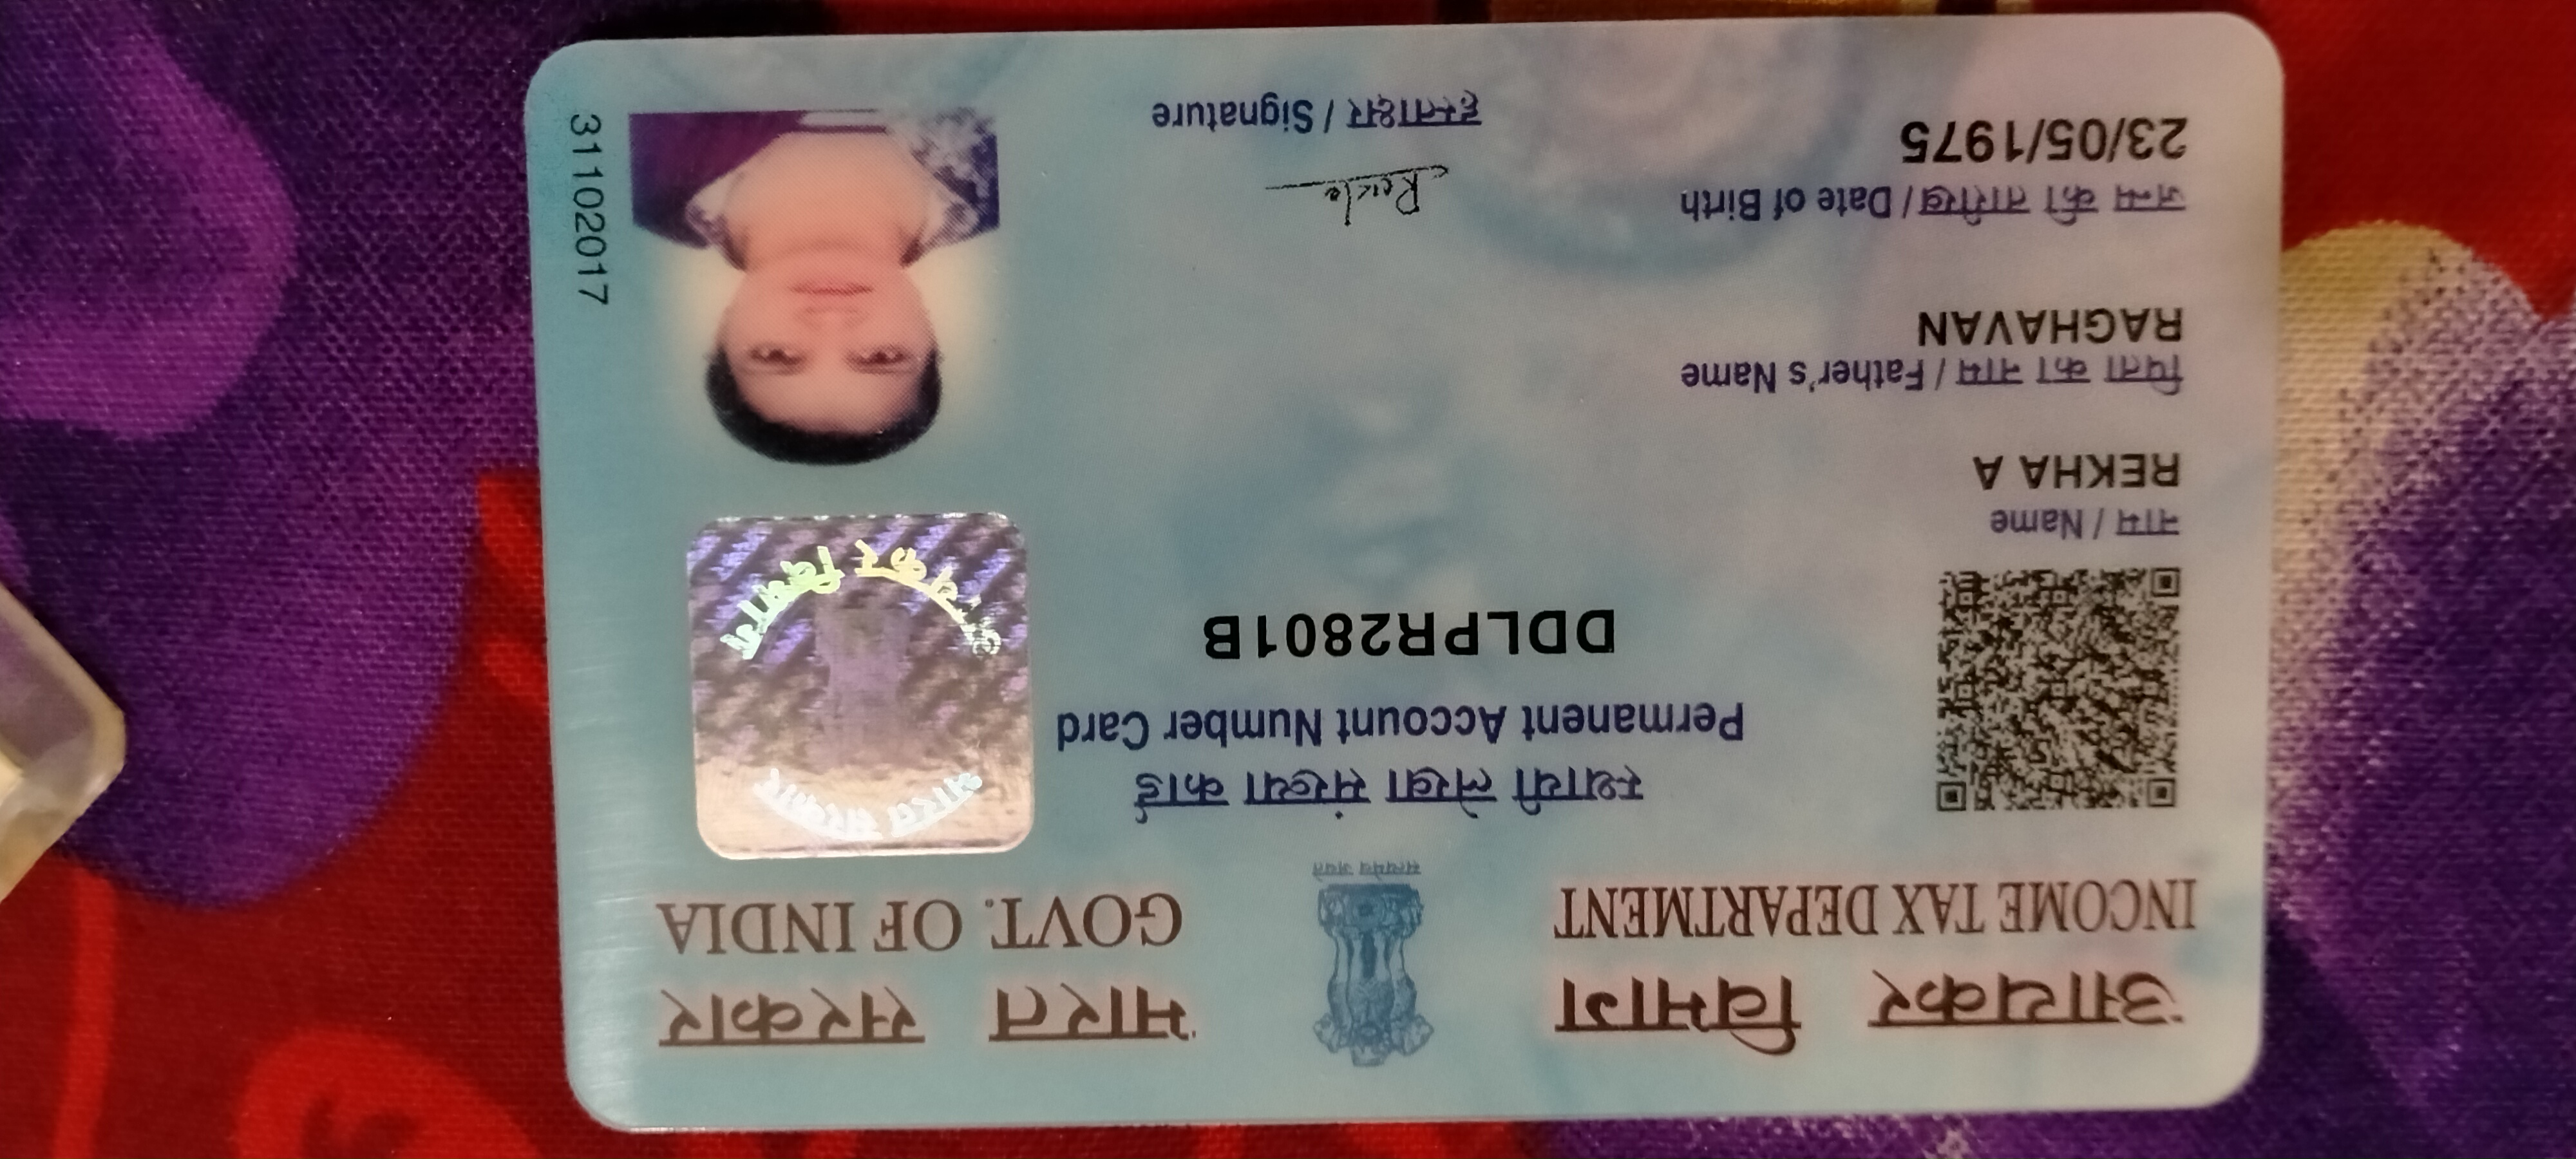 आयकर विभाग
INCOME TAX DEPARTMENT
सत्यमेव जयते
भारत सरकार
GOVT. OF INDIA
स्थायी लेखा संख्या कार्ड
Permanent Account Number Card
DDLPR2801B
भारत सरकार
आयकर विभाग
नाम / Name
REKHA A
पिता का नाम / Father's Name
RAGHAVAN
जन्म की तारीख / Date of Birth
23/05/1975
हस्ताक्षर / Signature
31102017